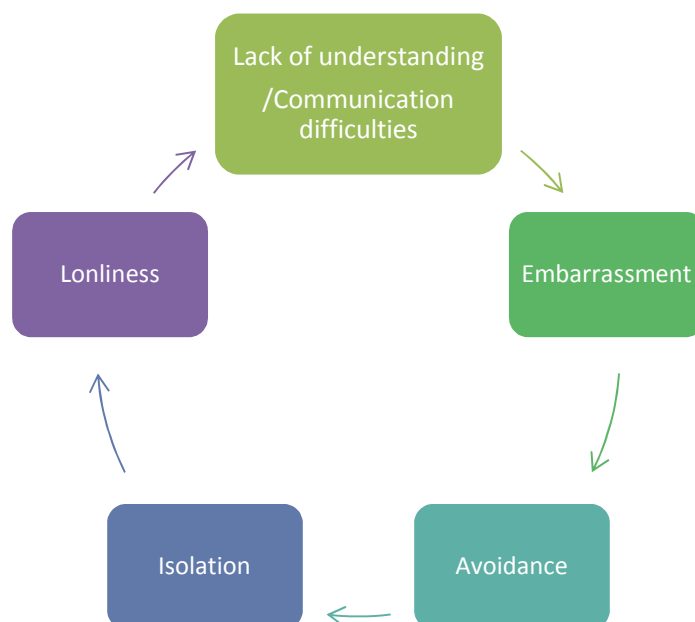 Lack of understanding
/Communication
difficulties
Embarrassment
Avoidance
Isolation
Lonliness